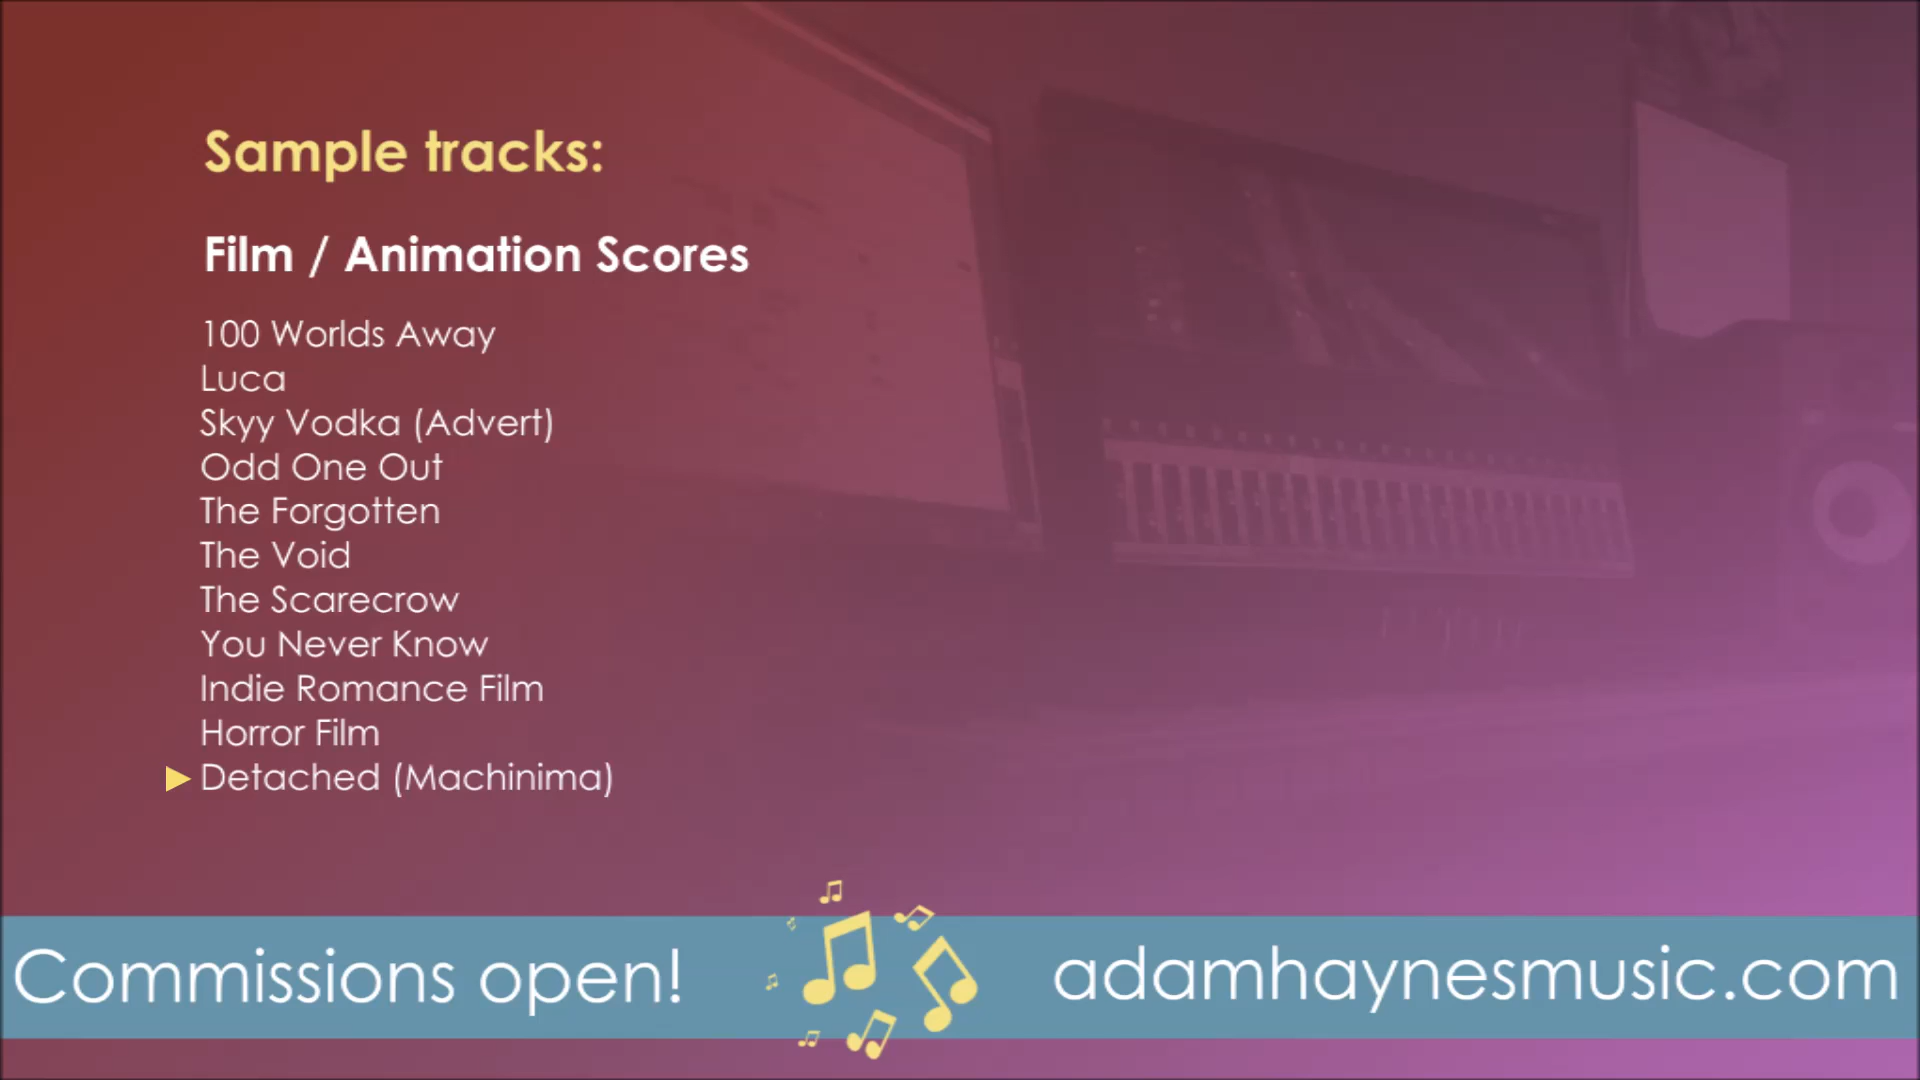 Sample tracks:
Film / Animation Scores
100 Worlds Away
Luca
Skyy Vodka (Advert)
Odd One Out
The Forgotten
The Void
The Scarecrow
You Never Know
Indie Romance Film
Horror Film
Detached (Machinima)
Commissions open!
adamhaynesmusic.com